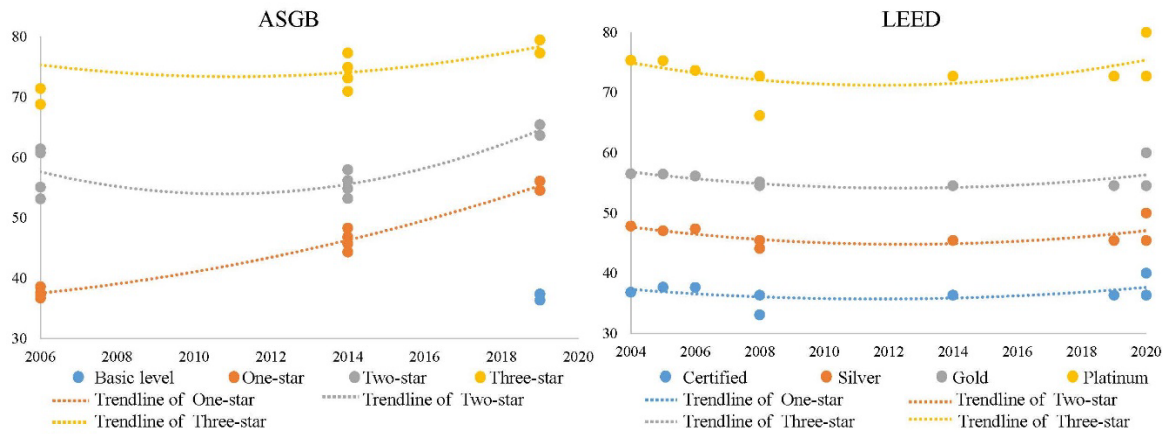 ASGB
80
70
60
50
40
30
2006 2008 2010 2012 2014 2016 2018 2020
Basic level One-star Two-star Three-star
Trendline of One-star Trendline of Two-star
Trendline of Three-star
LEED
80
70
60
50
40
30
2004 2006 2008 2010 2012 2014 2016 2018 2020
Certified Silver Gold Platinum
Trendline of One-star Trendline of Two-star
Trendline of Three-star Trendline of Three-star